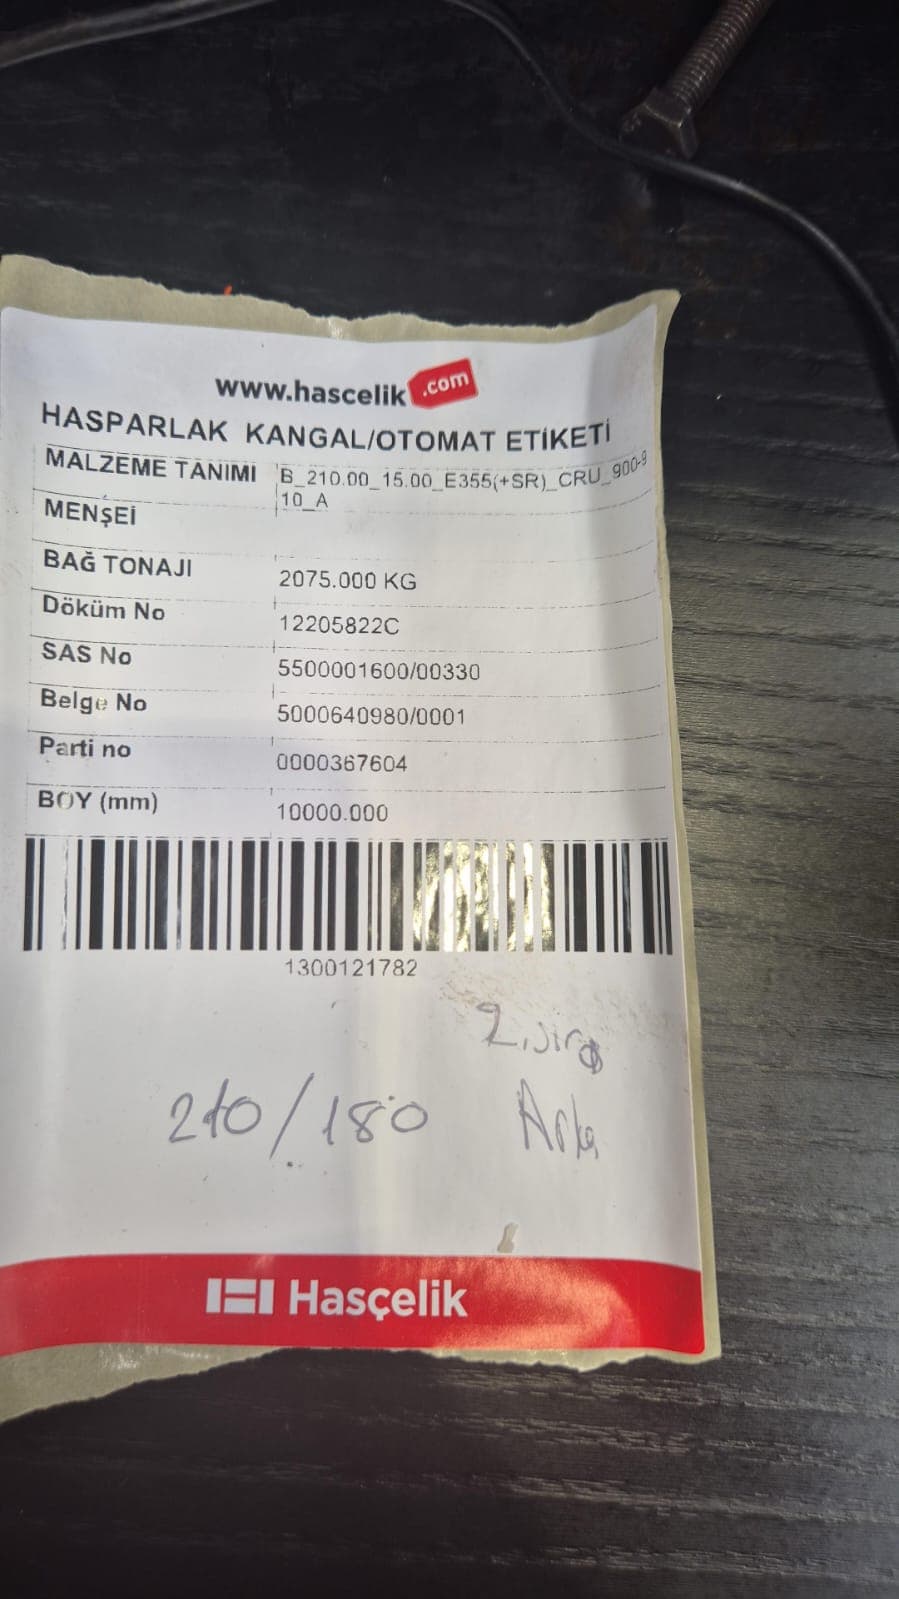 www.hascelik.com
HASPARLAK KANGAL/OTOMAT ETİKETİ
MALZEME TANIMI B_210.00_15.00_E355(+SR)_CRU_900-9
10_A
MENŞEİ
BAĞ TONAJI 2075.000 KG
Döküm No 12205822C
SAS No 5500001600/00330
Belge No 5000640980/0001
Parti no 0000367604
BOY (mm) 10000.000
1300121782
2.sıra
210/180 Arka
Hasçelik